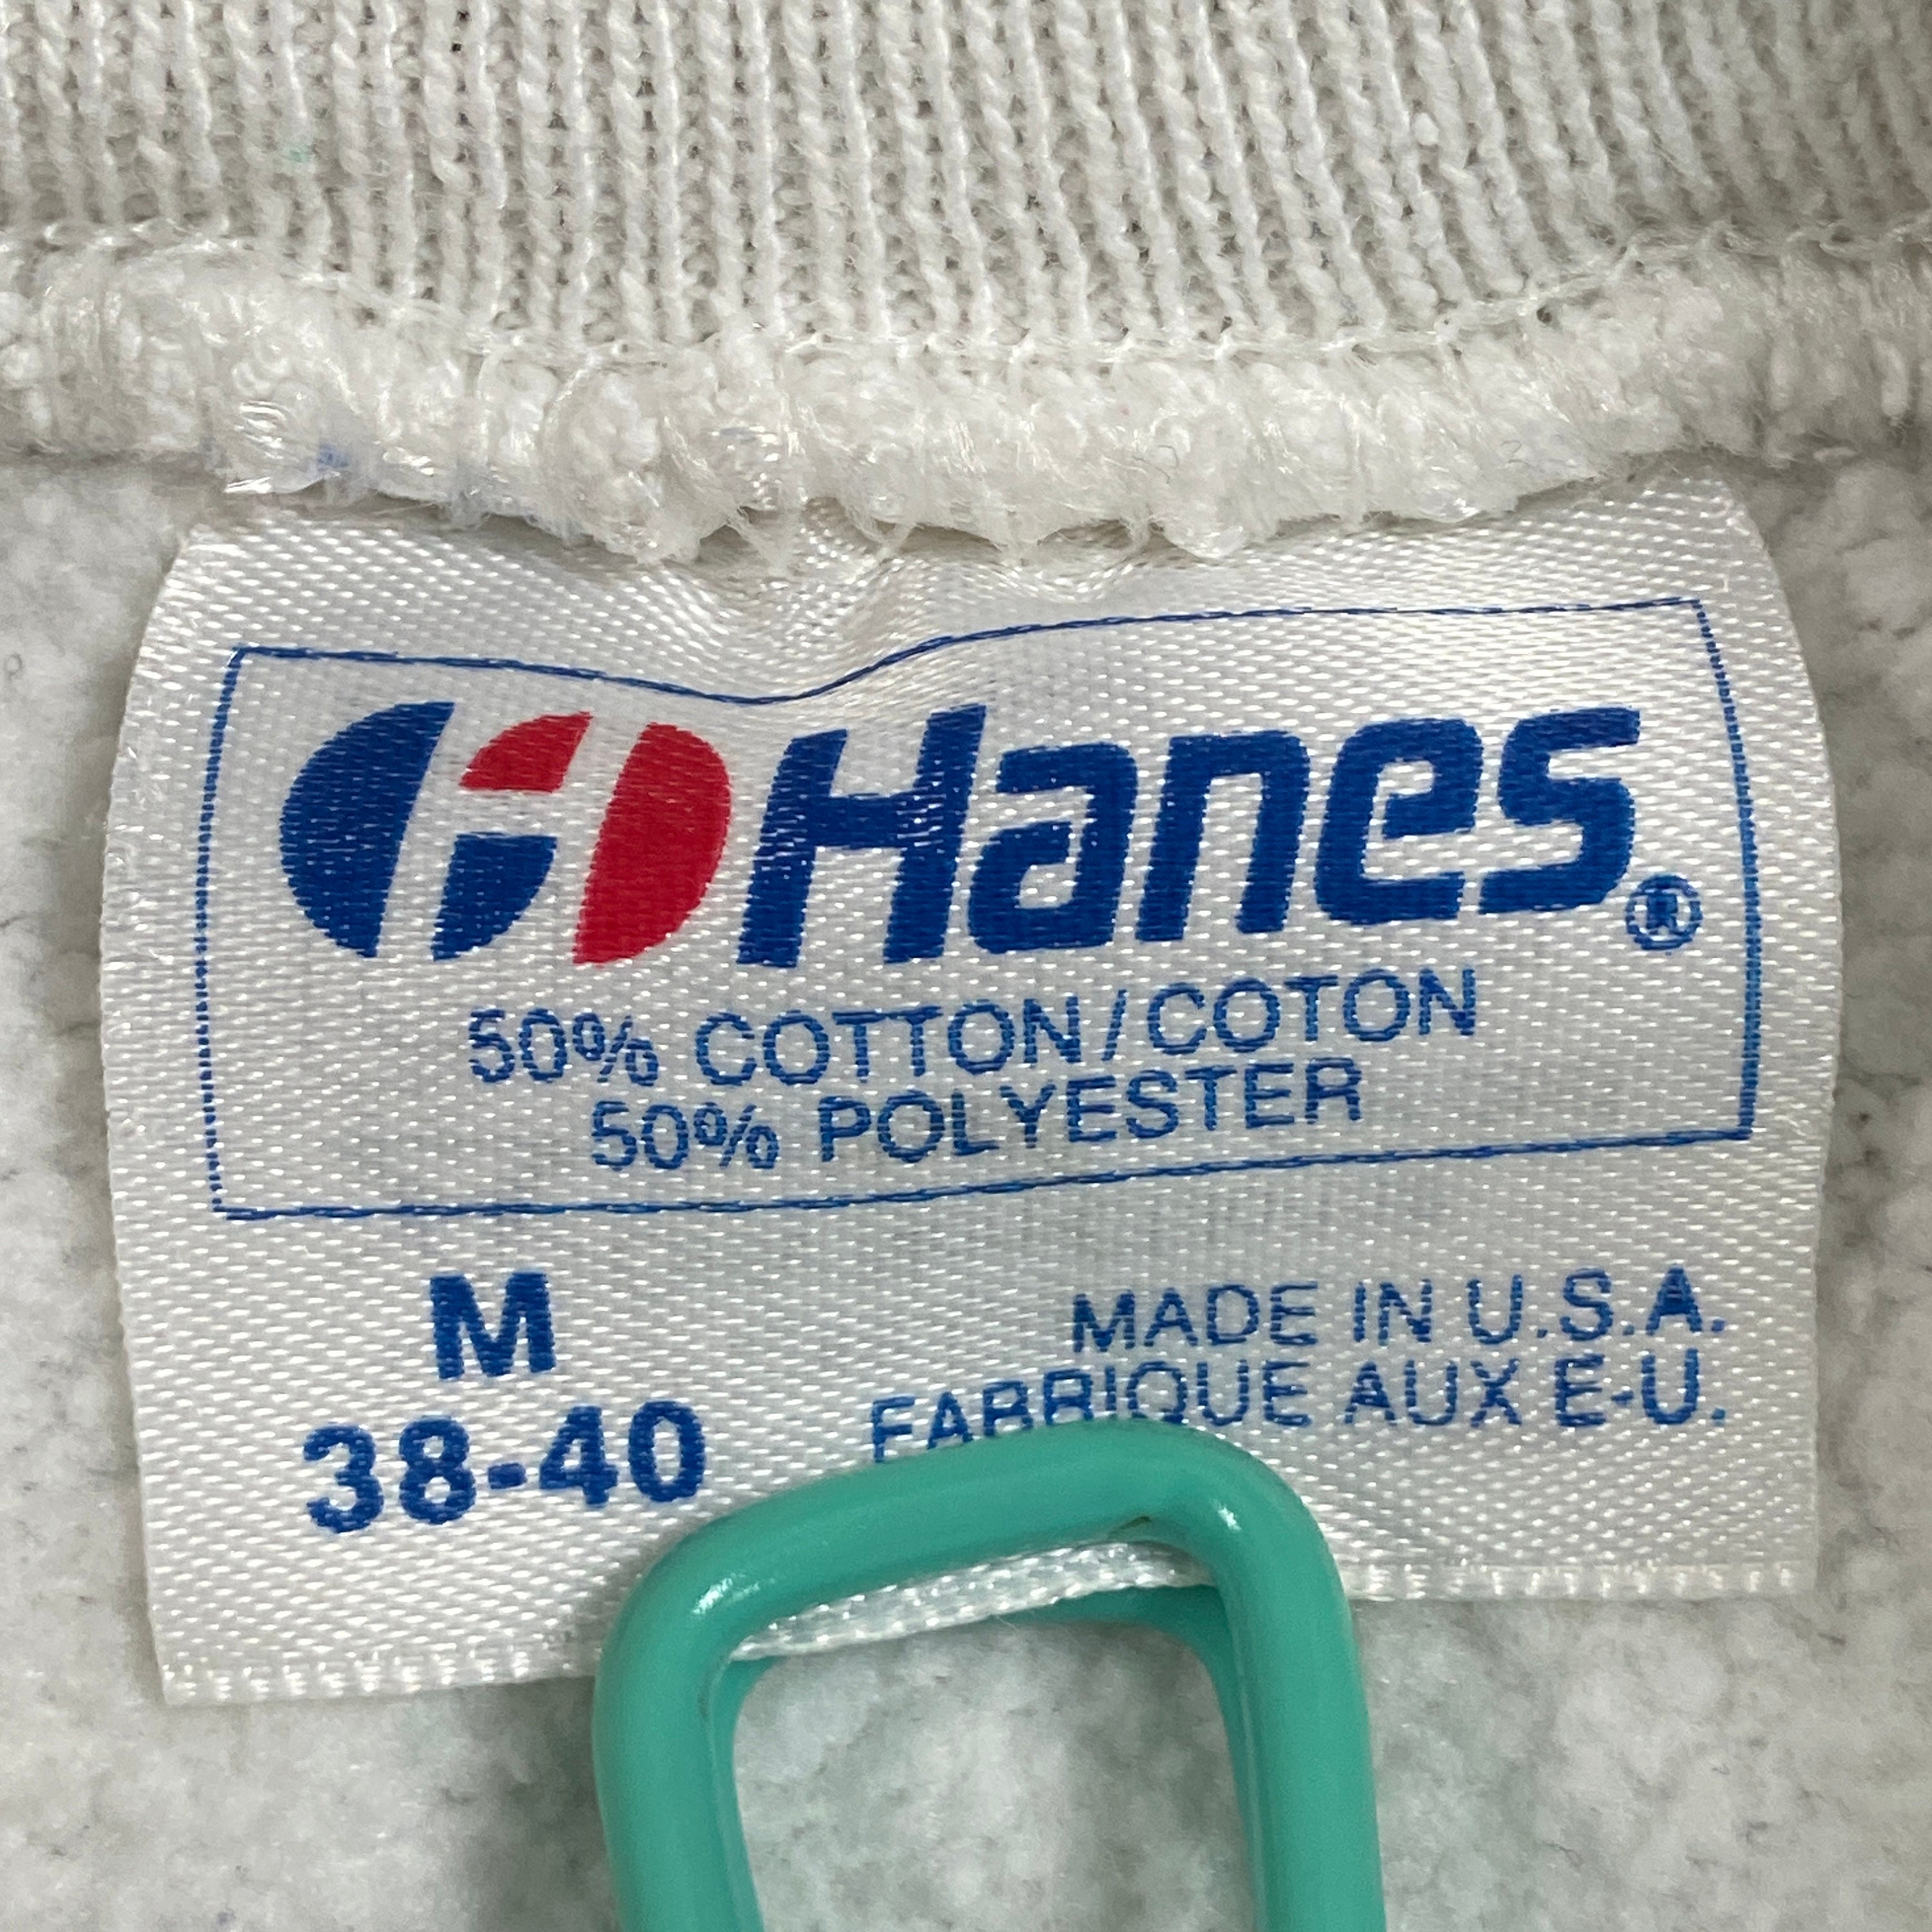 Hanes®
50% COTTON/COTON
50% POLYESTER
M
38-40
MADE IN U.S.A.
FABRIQUE AUX E-U.